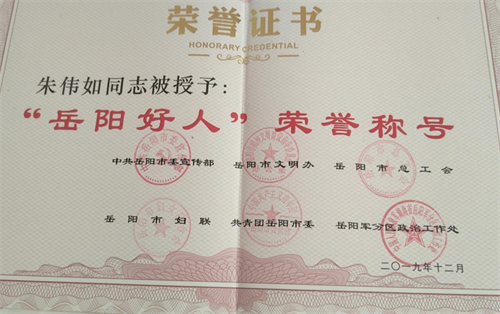 荣誉证书
HONORARY CREDENTIAL
朱伟如同志被授予：
“岳阳好人”荣誉称号
中共岳阳市委宣传部 岳阳市文明办 岳阳市总工会
岳阳市妇联 共青团岳阳市委 岳阳军分区政治工作处
二〇一九年十二月